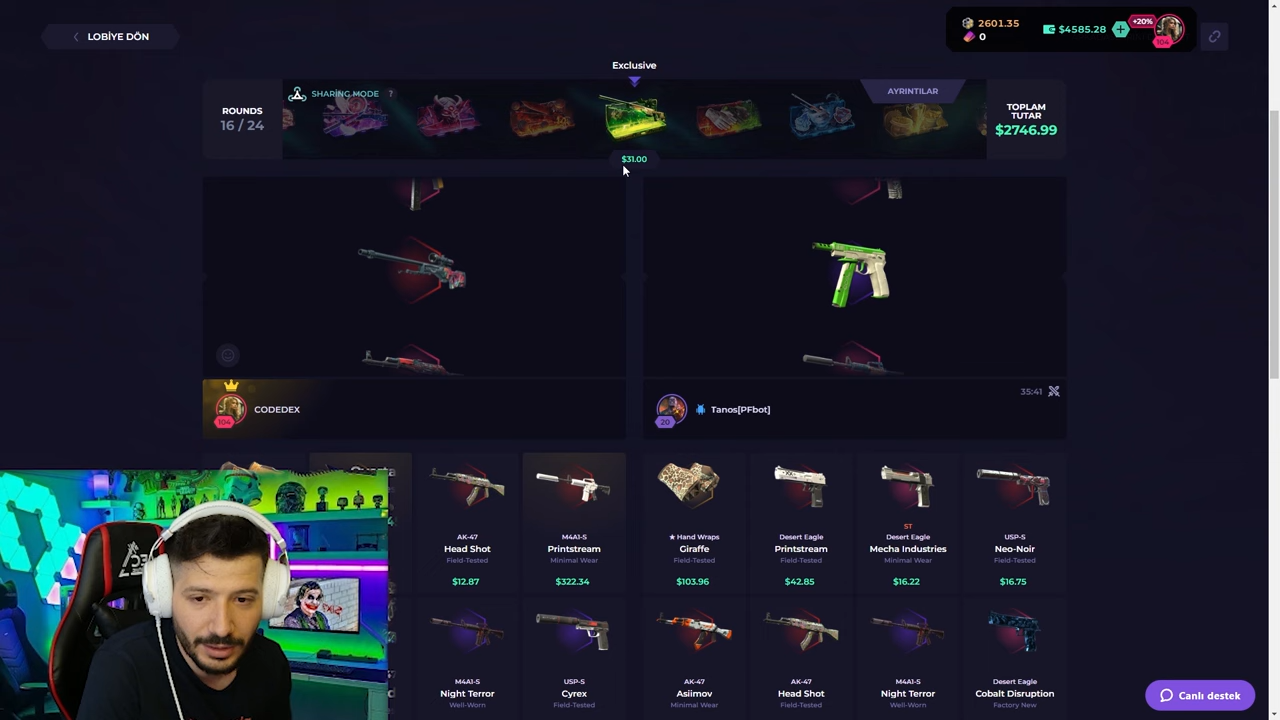 LOBİYE DÖN
2601.35
0
$4585.28
+20%
104
Exclusive
ROUNDS
16 / 24
SHARING MODE
?
AYRINTILAR
TOPLAM
TUTAR
$2746.99
$31.00
104
CODEDEX
20
Tanos[PFbot]
35:41
AK-47
Head Shot
Field-Tested
$12.87
M4A1-S
Printstream
Minimal Wear
$322.34
★ Hand Wraps
Giraffe
Field-Tested
$103.96
Desert Eagle
Printstream
Field-Tested
$42.85
ST
Desert Eagle
Mecha Industries
Minimal Wear
$16.22
USP-S
Neo-Noir
Field-Tested
$16.75
M4A1-S
Night Terror
Well-Worn
USP-S
Cyrex
Field-Tested
AK-47
Asiimov
Minimal Wear
AK-47
Head Shot
Field-Tested
M4A1-S
Night Terror
Well-Worn
Desert Eagle
Cobalt Disruption
Factory New
Canlı destek